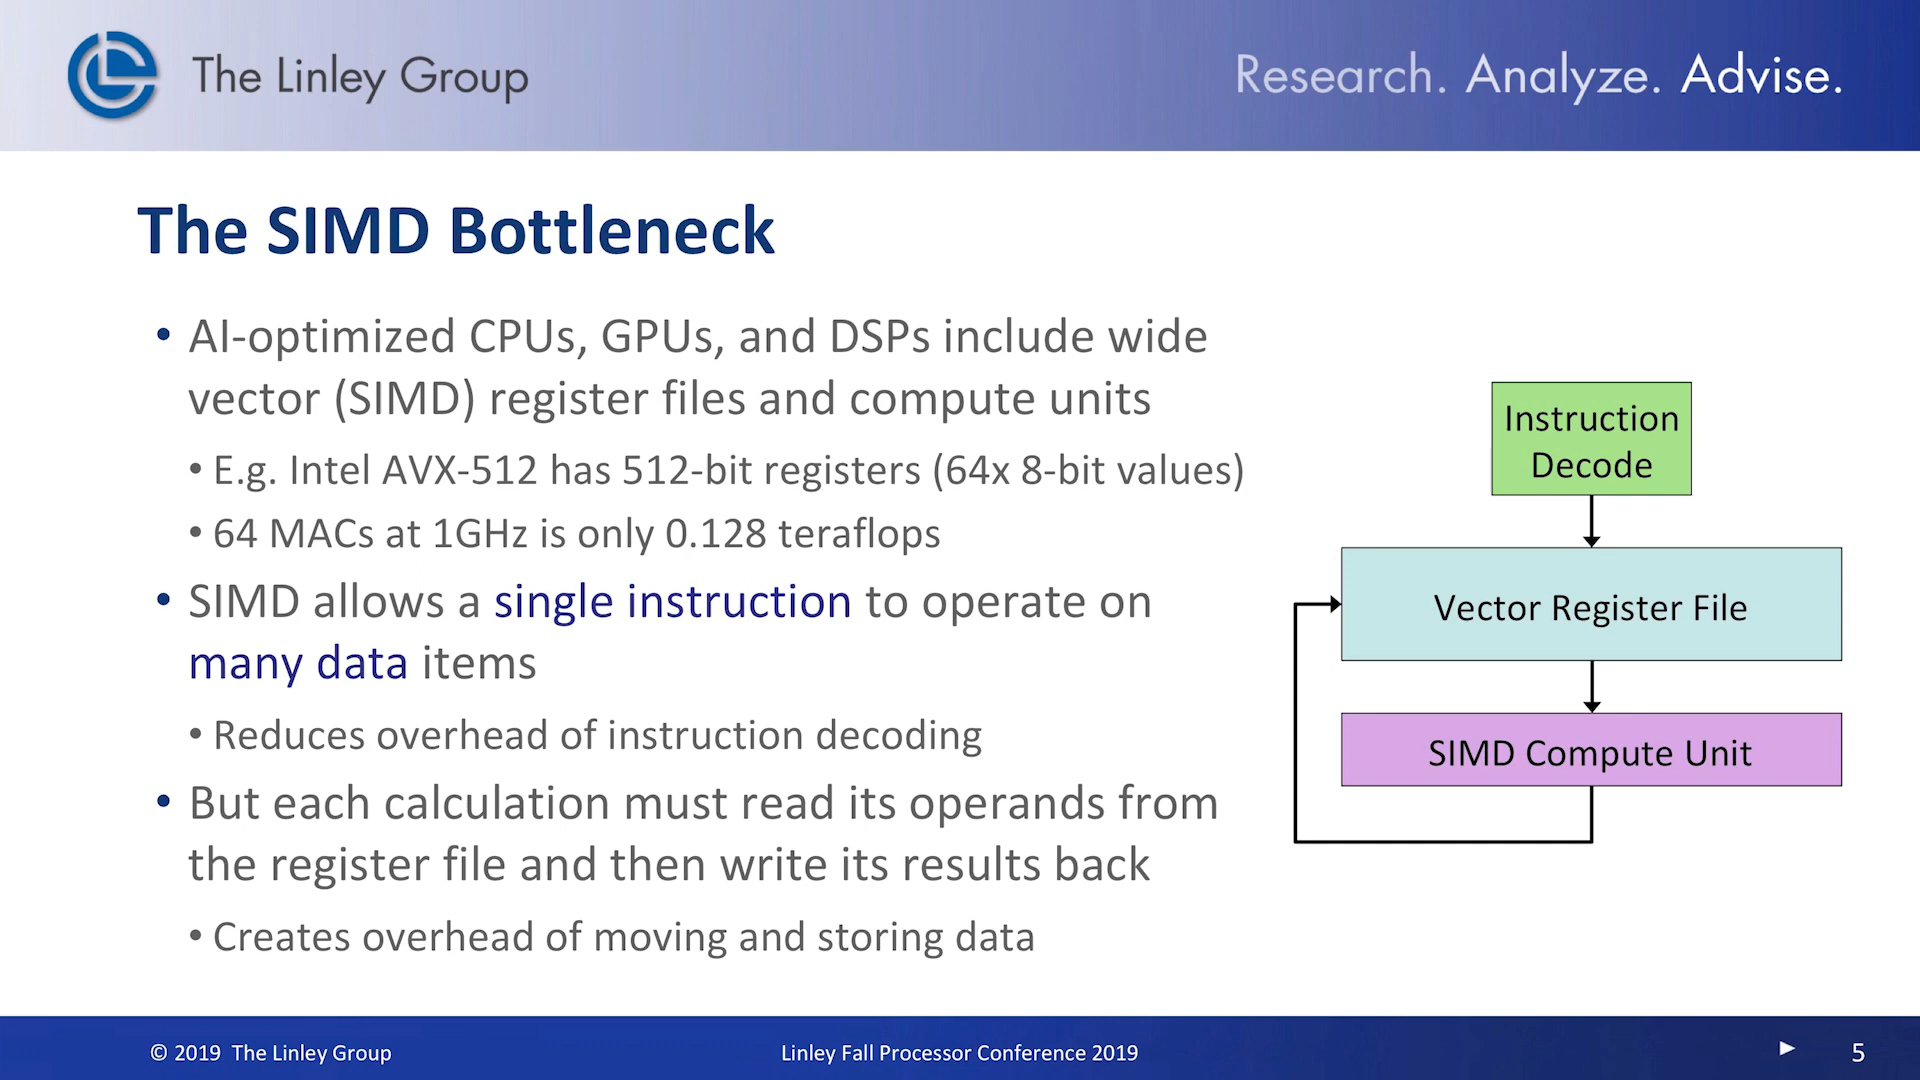 The Linley Group
Research. Analyze. Advise.
The SIMD Bottleneck
• AI-optimized CPUs, GPUs, and DSPs include wide
vector (SIMD) register files and compute units
• E.g. Intel AVX-512 has 512-bit registers (64x 8-bit values)
• 64 MACs at 1GHz is only 0.128 teraflops
• SIMD allows a single instruction to operate on
many data items
• Reduces overhead of instruction decoding
• But each calculation must read its operands from
the register file and then write its results back
• Creates overhead of moving and storing data
Instruction
Decode
Vector Register File
SIMD Compute Unit
© 2019 The Linley Group
Linley Fall Processor Conference 2019
5